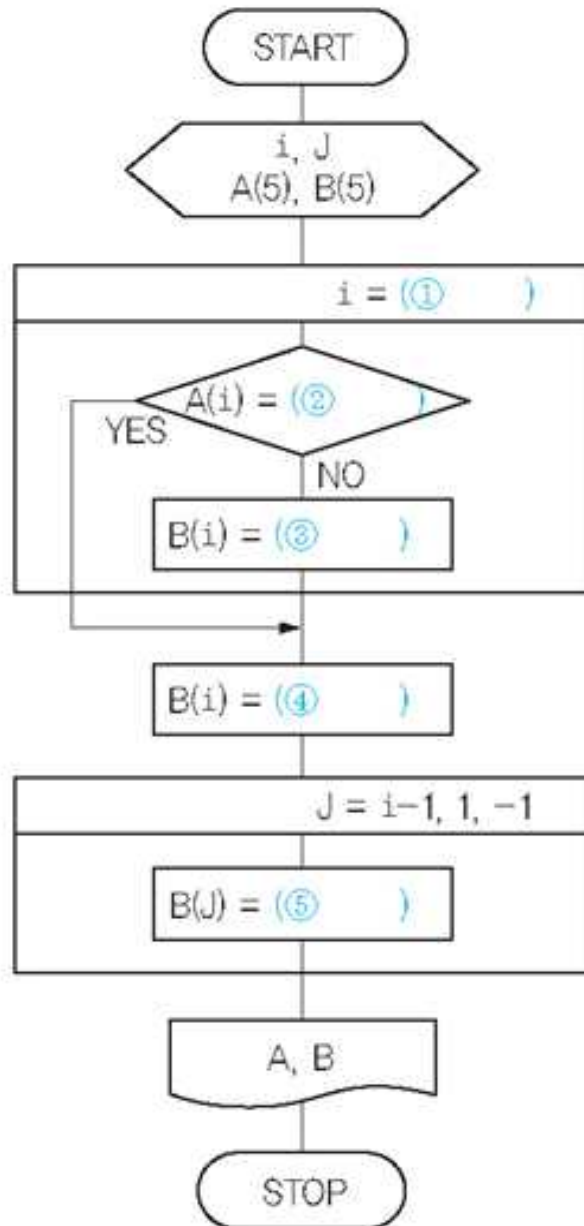 START
i, J
A(5), B(5)
i = (① )
A(i) = (② )
YES
NO
B(i) = (③ )
B(i) = (④ )
J = i-1, 1, -1
B(J) = (⑤ )
A, B
STOP